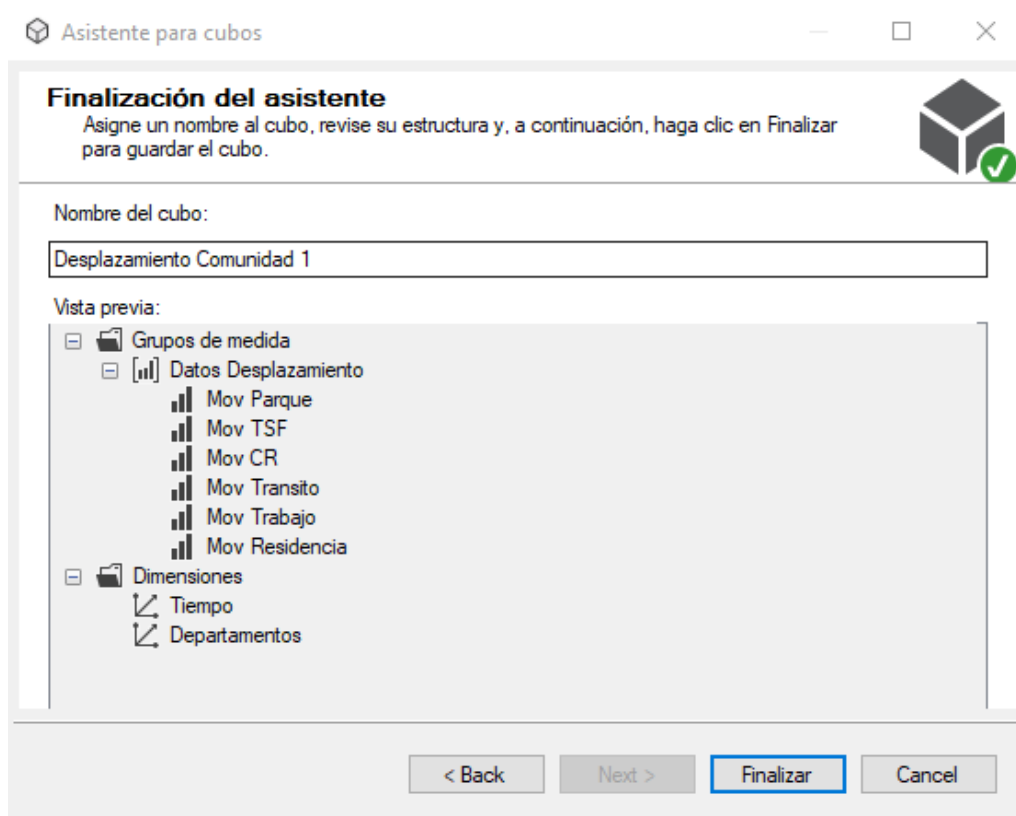 Asistente para cubos
Finalización del asistente
Asigne un nombre al cubo, revise su estructura y, a continuación, haga clic en Finalizar
para guardar el cubo.
Nombre del cubo:
Desplazamiento Comunidad 1
Vista previa:
Grupos de medida
Datos Desplazamiento
Mov Parque
Mov TSF
Mov CR
Mov Transito
Mov Trabajo
Mov Residencia
Dimensiones
Tiempo
Departamentos
< Back
Next >
Finalizar
Cancel